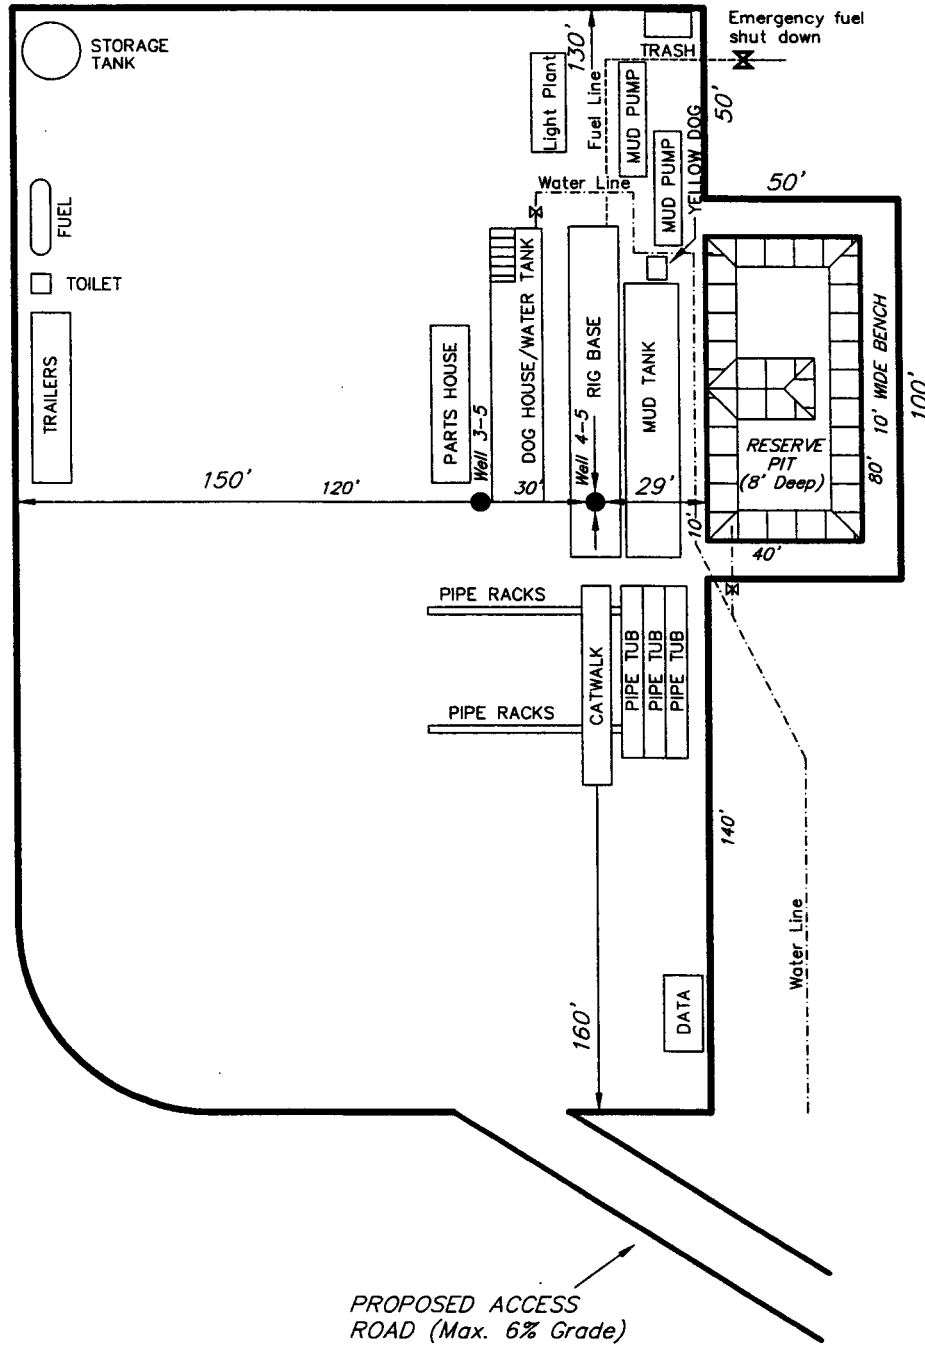 STORAGE
TANK
130'
TRASH
Emergency fuel
shut down
Light Plant
Fuel Line
MUD PUMP
MUD PUMP
YELLOW DOG
50'
50'
Water Line
FUEL
TOILET
TRAILERS
PARTS HOUSE
Well 3-5
DOG HOUSE/WATER TANK
Well 4-5
RIG BASE
MUD TANK
RESERVE
PIT
(8' Deep)
10' WIDE BENCH
80'
100'
40'
150'
120'
30'
29'
10'
PIPE RACKS
PIPE RACKS
CATWALK
PIPE TUB
PIPE TUB
PIPE TUB
140'
Water Line
DATA
160'
PROPOSED ACCESS
ROAD (Max. 6% Grade)